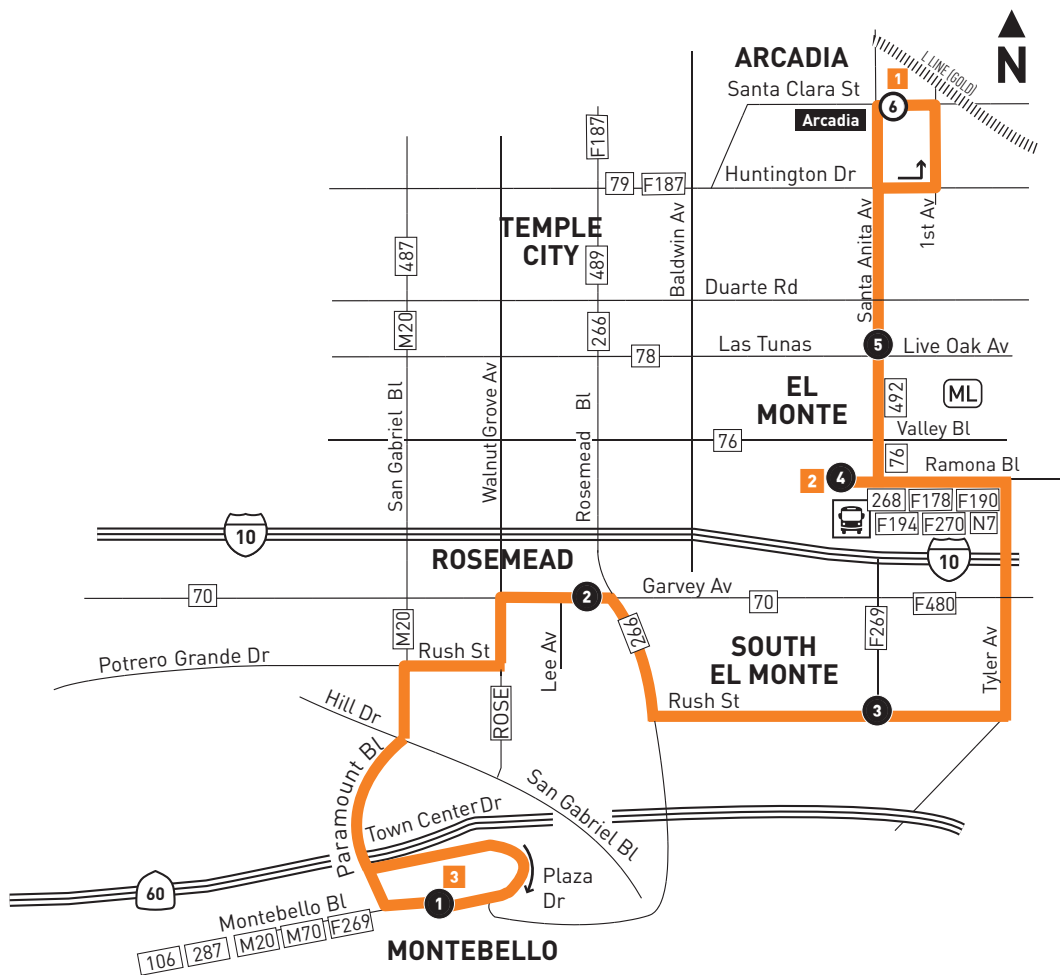 ARCADIA
N
L LINE (GOLD)
1
Santa Clara St
6
Arcadia
F187
Huntington Dr
79
F187
TEMPLE
CITY
Baldwin Av
Santa Anita Av
1st Av
487
489
Duarte Rd
M20
266
5
78
Las Tunas
Live Oak Av
San Gabriel Bl
Walnut Grove Av
Rosemead Bl
EL
MONTE
492
ML
Valley Bl
76
76
Ramona Bl
2
4
268
F178
F190
F194
F270
N7
10
10
ROSEMEAD
Garvey Av
70
2
70
F480
M20
266
F269
Lee Av
SOUTH
EL MONTE
Tyler Av
Rush St
Potrero Grande Dr
ROSE
Rush St
3
Hill Dr
Paramount Bl
San Gabriel Bl
Town Center Dr
3
Plaza
Dr
60
1
Montebello Bl
106
287
M20
M70
F269
MONTEBELLO